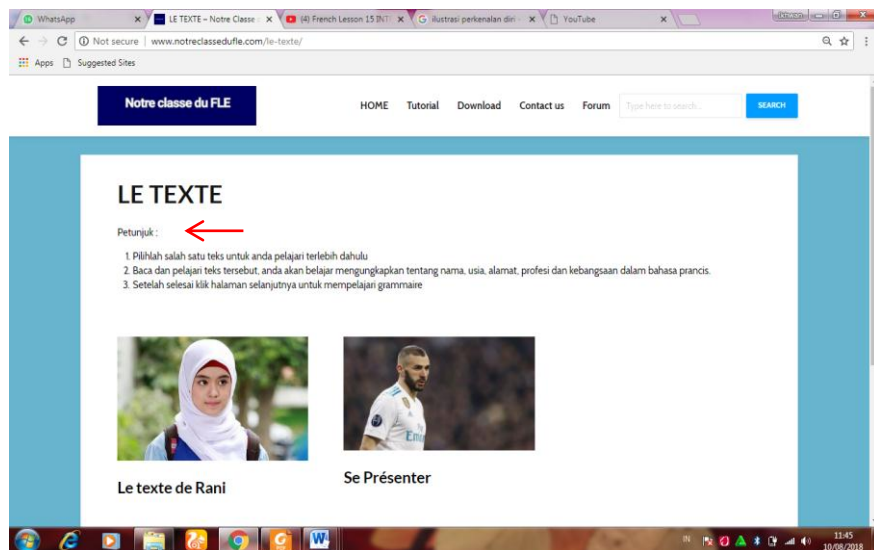 WhatsApp
LE TEXTE – Notre Classe
(4) French Lesson 15 INT
ilustrasi perkenalan diri
YouTube
Not secure | www.notreclassedufle.com/le-texte/
Apps Suggested Sites
Notre classe du FLE HOME Tutorial Download Contact us Forum Type here to search... SEARCH
LE TEXTE
Petunjuk :
1. Pilihlah salah satu teks untuk anda pelajari terlebih dahulu
2. Baca dan pelajari teks tersebut, anda akan belajar mengungkapkan tentang nama, usia, alamat, profesi dan kebangsaan dalam bahasa prancis.
3. Setelah selesai klik halaman selanjutnya untuk mempelajari grammaire
Le texte de Rani
Se Présenter
IN
11:45
10/08/2018